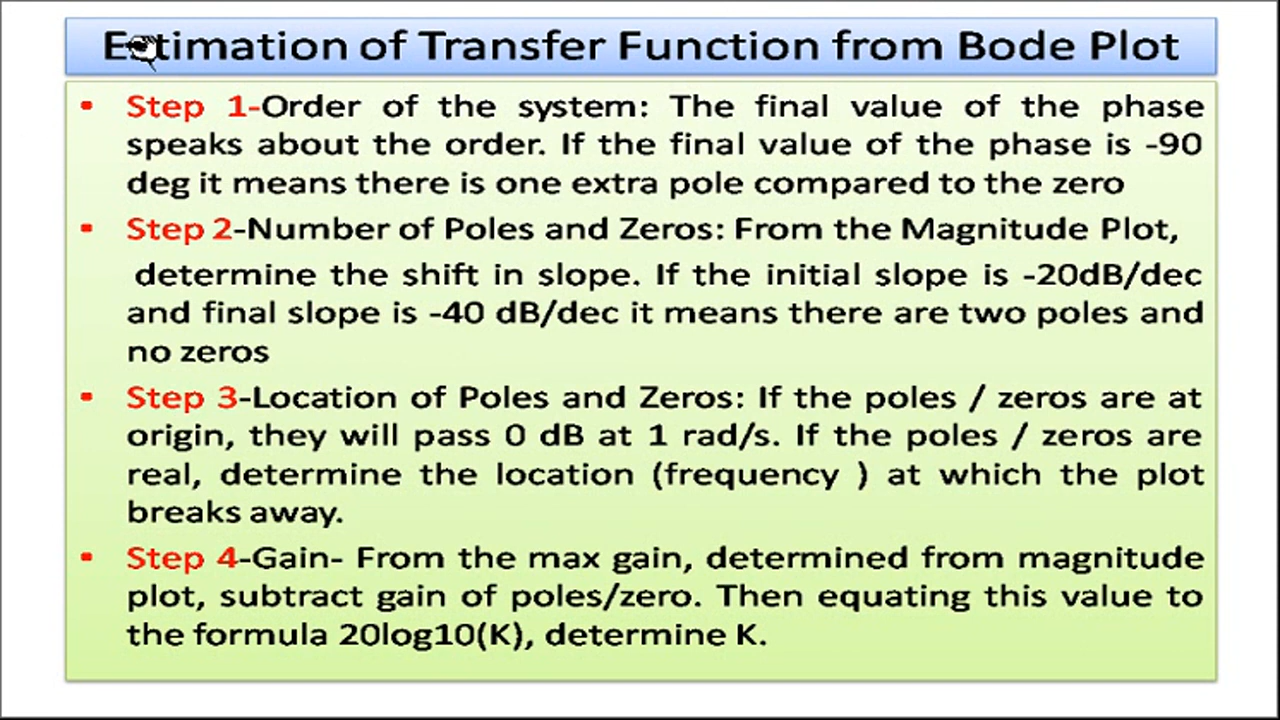 Estimation of Transfer Function from Bode Plot
• Step 1-Order of the system: The final value of the phase
speaks about the order. If the final value of the phase is -90
deg it means there is one extra pole compared to the zero
• Step 2-Number of Poles and Zeros: From the Magnitude Plot,
determine the shift in slope. If the initial slope is -20dB/dec
and final slope is -40 dB/dec it means there are two poles and
no zeros
• Step 3-Location of Poles and Zeros: If the poles / zeros are at
origin, they will pass 0 dB at 1 rad/s. If the poles / zeros are
real, determine the location (frequency ) at which the plot
breaks away.
• Step 4-Gain- From the max gain, determined from magnitude
plot, subtract gain of poles/zero. Then equating this value to
the formula 20log10(K), determine K.